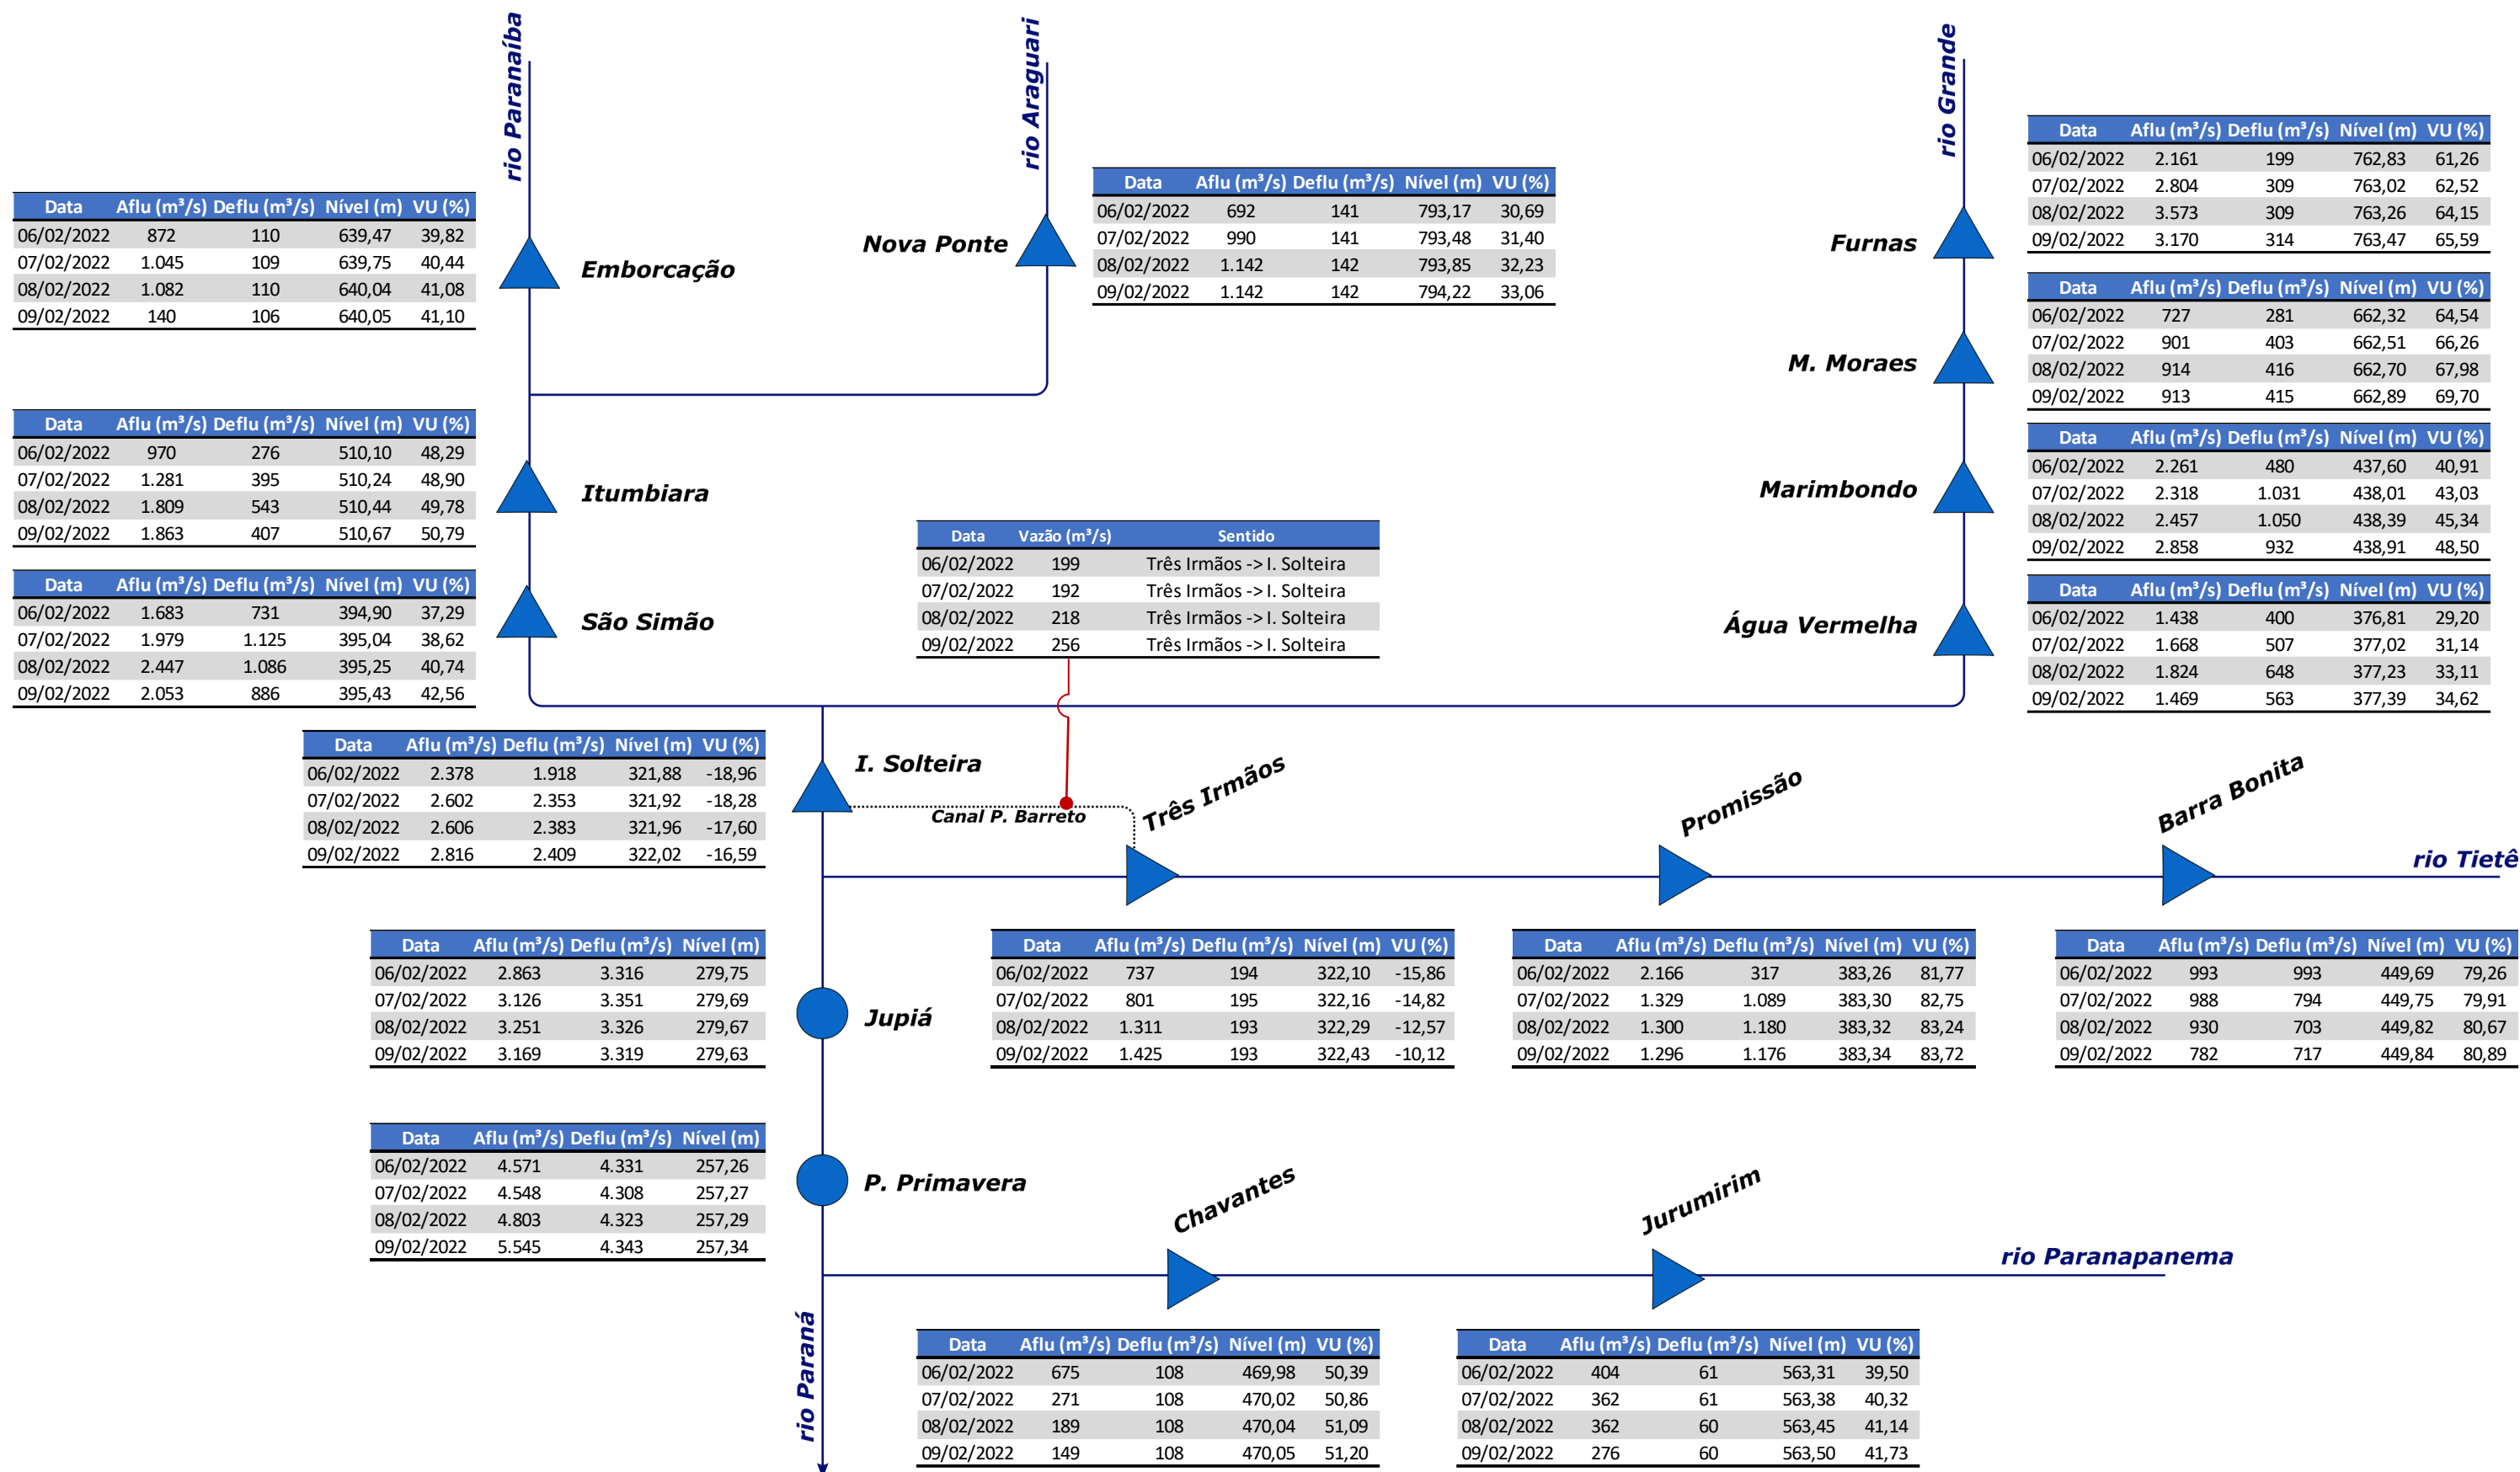 rio Paranaíba
rio Araguari
rio Grande
Data Aflu (m³/s) Deflu (m³/s) Nível (m) VU (%)
06/02/2022 2.161 199 762,83 61,26
07/02/2022 2.804 309 763,02 62,52
08/02/2022 3.573 309 763,26 64,15
09/02/2022 3.170 314 763,47 65,59
Furnas
Data Aflu (m³/s) Deflu (m³/s) Nível (m) VU (%)
06/02/2022 692 141 793,17 30,69
07/02/2022 990 141 793,48 31,40
08/02/2022 1.142 142 793,85 32,23
09/02/2022 1.142 142 794,22 33,06
Nova Ponte
Data Aflu (m³/s) Deflu (m³/s) Nível (m) VU (%)
06/02/2022 872 110 639,47 39,82
07/02/2022 1.045 109 639,75 40,44
08/02/2022 1.082 110 640,04 41,08
09/02/2022 140 106 640,05 41,10
Emborcação
Data Aflu (m³/s) Deflu (m³/s) Nível (m) VU (%)
06/02/2022 727 281 662,32 64,54
07/02/2022 901 403 662,51 66,26
08/02/2022 914 416 662,70 67,98
09/02/2022 913 415 662,89 69,70
M. Moraes
Data Aflu (m³/s) Deflu (m³/s) Nível (m) VU (%)
06/02/2022 970 276 510,10 48,29
07/02/2022 1.281 395 510,24 48,90
08/02/2022 1.809 543 510,44 49,78
09/02/2022 1.863 407 510,67 50,79
Itumbiara
Data Aflu (m³/s) Deflu (m³/s) Nível (m) VU (%)
06/02/2022 2.261 480 437,60 40,91
07/02/2022 2.318 1.031 438,01 43,03
08/02/2022 2.457 1.050 438,39 45,34
09/02/2022 2.858 932 438,91 48,50
Marimbondo
Data Vazão (m³/s) Sentido
06/02/2022 199 Três Irmãos -> I. Solteira
07/02/2022 192 Três Irmãos -> I. Solteira
08/02/2022 218 Três Irmãos -> I. Solteira
09/02/2022 256 Três Irmãos -> I. Solteira
Data Aflu (m³/s) Deflu (m³/s) Nível (m) VU (%)
06/02/2022 1.683 731 394,90 37,29
07/02/2022 1.979 1.125 395,04 38,62
08/02/2022 2.447 1.086 395,25 40,74
09/02/2022 2.053 886 395,43 42,56
São Simão
Data Aflu (m³/s) Deflu (m³/s) Nível (m) VU (%)
06/02/2022 1.438 400 376,81 29,20
07/02/2022 1.668 507 377,02 31,14
08/02/2022 1.824 648 377,23 33,11
09/02/2022 1.469 563 377,39 34,62
Água Vermelha
Data Aflu (m³/s) Deflu (m³/s) Nível (m) VU (%)
06/02/2022 2.378 1.918 321,88 -18,96
07/02/2022 2.602 2.353 321,92 -18,28
08/02/2022 2.606 2.383 321,96 -17,60
09/02/2022 2.816 2.409 322,02 -16,59
I. Solteira
Canal P. Barreto
Três Irmãos
Promissão
Barra Bonita
rio Tietê
Data Aflu (m³/s) Deflu (m³/s) Nível (m)
06/02/2022 2.863 3.316 279,75
07/02/2022 3.126 3.351 279,69
08/02/2022 3.251 3.326 279,67
09/02/2022 3.169 3.319 279,63
Jupiá
Data Aflu (m³/s) Deflu (m³/s) Nível (m) VU (%)
06/02/2022 737 194 322,10 -15,86
07/02/2022 801 195 322,16 -14,82
08/02/2022 1.311 193 322,29 -12,57
09/02/2022 1.425 193 322,43 -10,12
Data Aflu (m³/s) Deflu (m³/s) Nível (m) VU (%)
06/02/2022 2.166 317 383,26 81,77
07/02/2022 1.329 1.089 383,30 82,75
08/02/2022 1.300 1.180 383,32 83,24
09/02/2022 1.296 1.176 383,34 83,72
Data Aflu (m³/s) Deflu (m³/s) Nível (m) VU (%)
06/02/2022 993 993 449,69 79,26
07/02/2022 988 794 449,75 79,91
08/02/2022 930 703 449,82 80,67
09/02/2022 782 717 449,84 80,89
Data Aflu (m³/s) Deflu (m³/s) Nível (m)
06/02/2022 4.571 4.331 257,26
07/02/2022 4.548 4.308 257,27
08/02/2022 4.803 4.323 257,29
09/02/2022 5.545 4.343 257,34
P. Primavera
Chavantes
Jurumirim
rio Paranapanema
rio Paraná
Data Aflu (m³/s) Deflu (m³/s) Nível (m) VU (%)
06/02/2022 675 108 469,98 50,39
07/02/2022 271 108 470,02 50,86
08/02/2022 189 108 470,04 51,09
09/02/2022 149 108 470,05 51,20
Data Aflu (m³/s) Deflu (m³/s) Nível (m) VU (%)
06/02/2022 404 61 563,31 39,50
07/02/2022 362 61 563,38 40,32
08/02/2022 362 60 563,45 41,14
09/02/2022 276 60 563,50 41,73